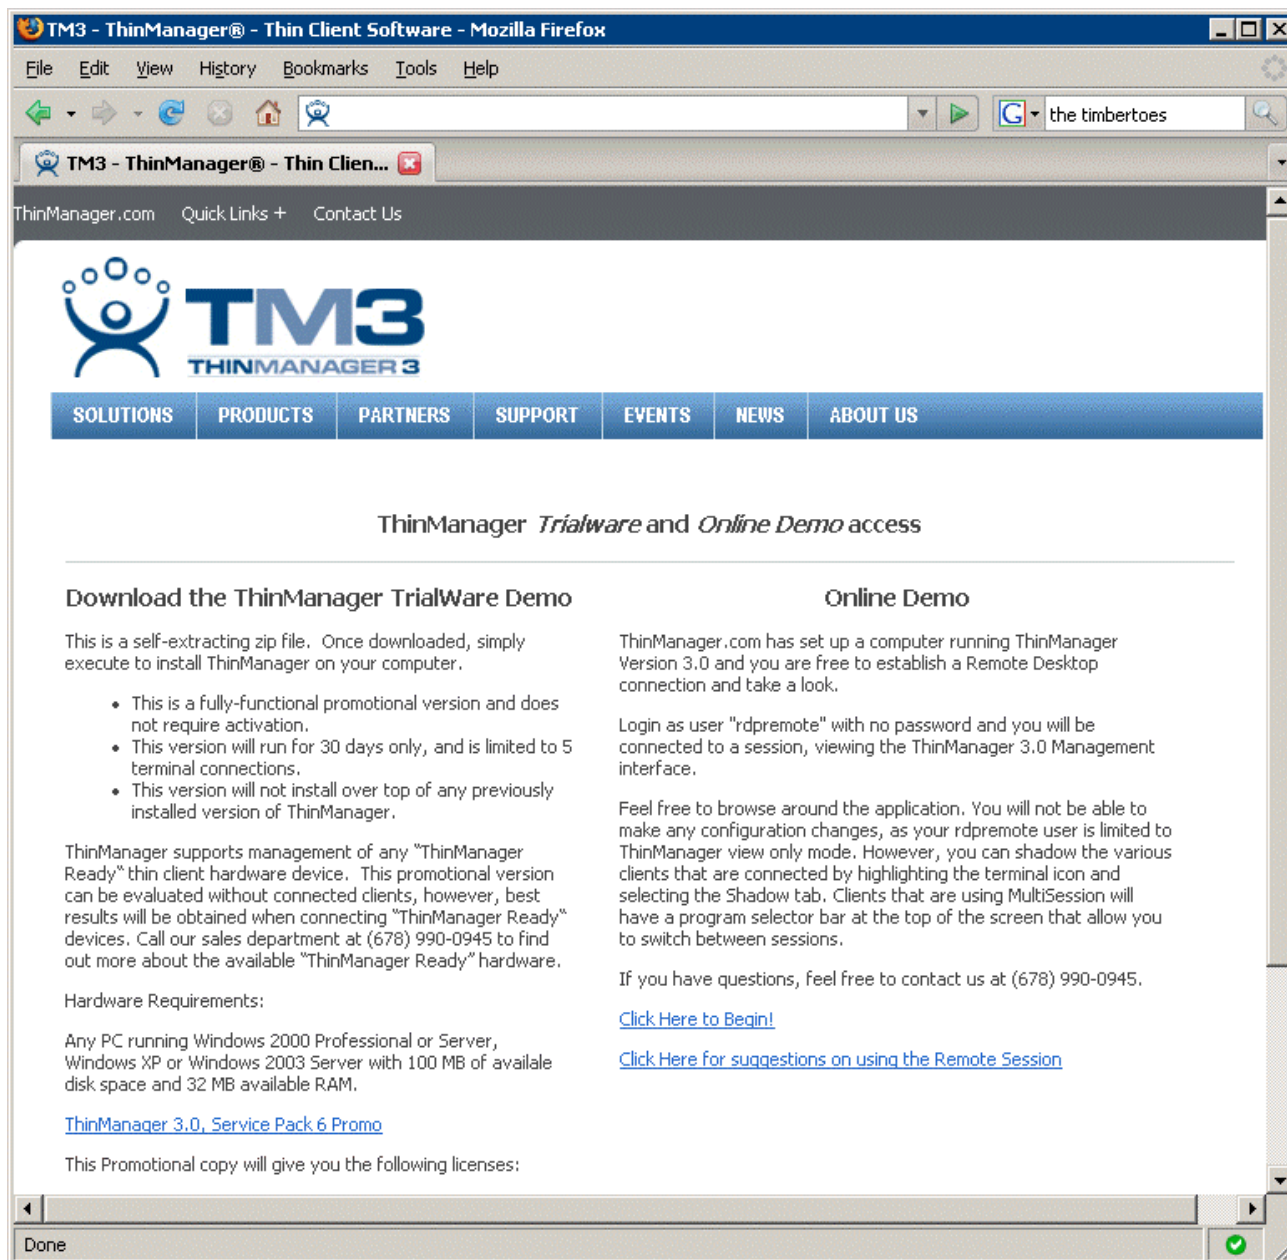 TM3 - ThinManager® - Thin Client Software - Mozilla Firefox
File Edit View History Bookmarks Tools Help
G the timbertoes
TM3 - ThinManager® - Thin Clien...
ThinManager.com Quick Links + Contact Us
TM3
THINMANAGER 3
SOLUTIONS PRODUCTS PARTNERS SUPPORT EVENTS NEWS ABOUT US
ThinManager Trialware and Online Demo access
Download the ThinManager TrialWare Demo
This is a self-extracting zip file. Once downloaded, simply
execute to install ThinManager on your computer.
• This is a fully-functional promotional version and does
not require activation.
• This version will run for 30 days only, and is limited to 5
terminal connections.
• This version will not install over top of any previously
installed version of ThinManager.
ThinManager supports management of any "ThinManager
Ready" thin client hardware device. This promotional version
can be evaluated without connected clients, however, best
results will be obtained when connecting "ThinManager Ready"
devices. Call our sales department at (678) 990-0945 to find
out more about the available "ThinManager Ready" hardware.
Hardware Requirements:
Any PC running Windows 2000 Professional or Server,
Windows XP or Windows 2003 Server with 100 MB of availale
disk space and 32 MB available RAM.
ThinManager 3.0, Service Pack 6 Promo
This Promotional copy will give you the following licenses:
Online Demo
ThinManager.com has set up a computer running ThinManager
Version 3.0 and you are free to establish a Remote Desktop
connection and take a look.
Login as user "rdpremote" with no password and you will be
connected to a session, viewing the ThinManager 3.0 Management
interface.
Feel free to browse around the application. You will not be able to
make any configuration changes, as your rdpremote user is limited to
ThinManager view only mode. However, you can shadow the various
clients that are connected by highlighting the terminal icon and
selecting the Shadow tab. Clients that are using MultiSession will
have a program selector bar at the top of the screen that allow you
to switch between sessions.
If you have questions, feel free to contact us at (678) 990-0945.
Click Here to Begin!
Click Here for suggestions on using the Remote Session
Done